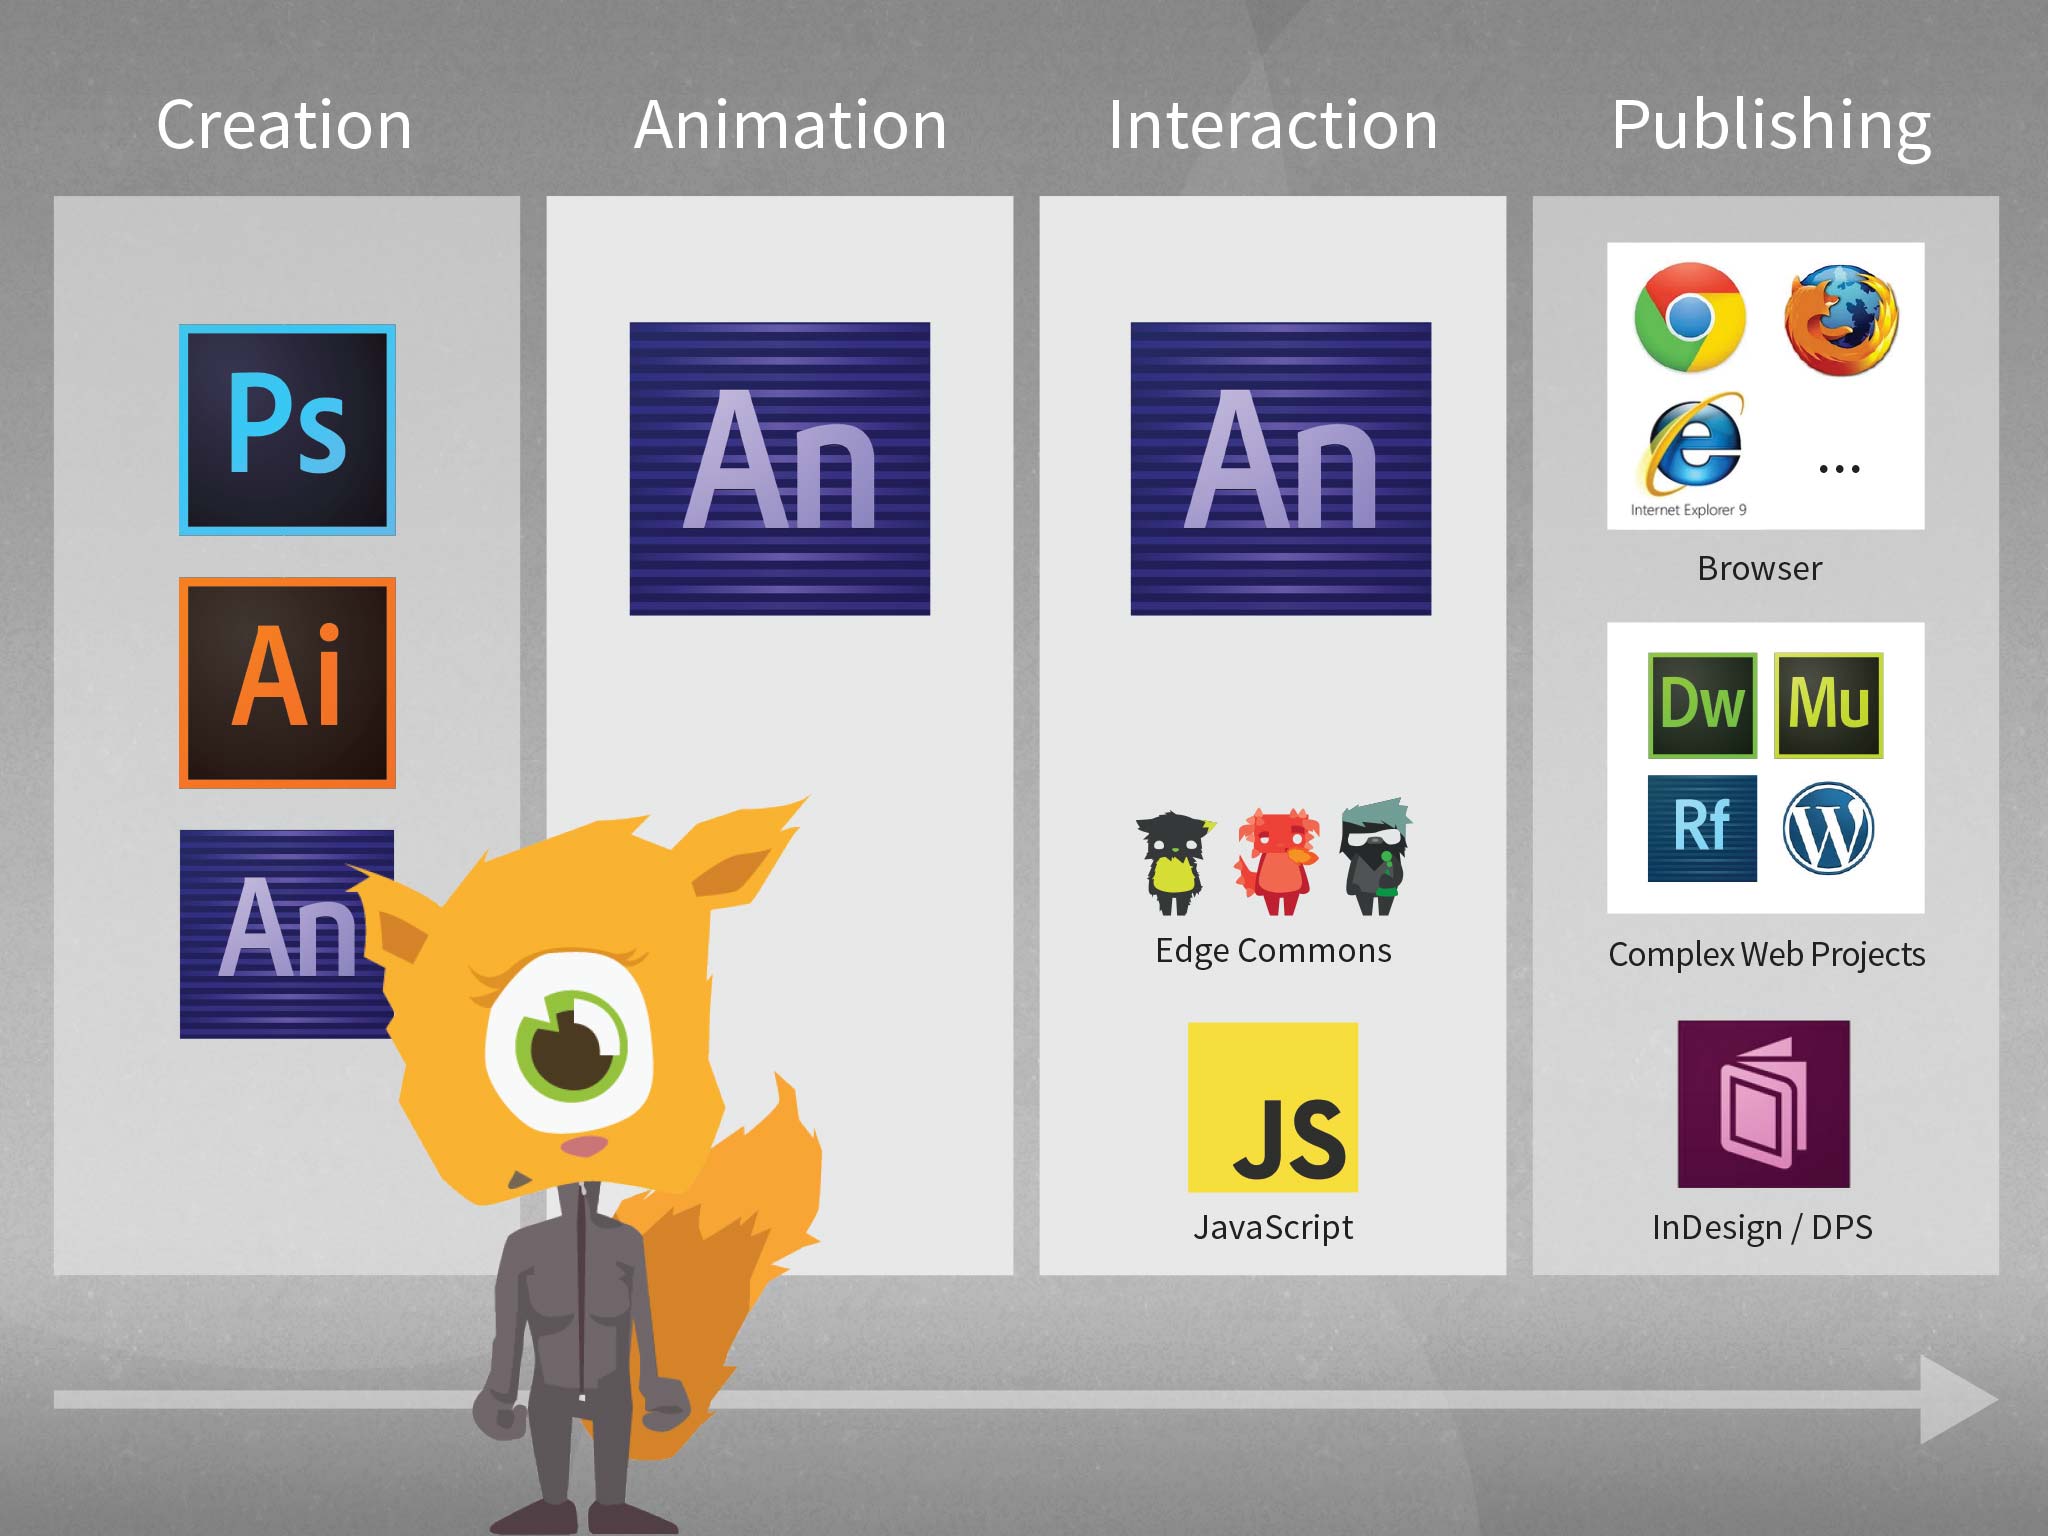 Creation
Animation
Interaction
Publishing
Ps
Ai
An
An
An
Edge Commons
JS
JavaScript
Internet Explorer 9
...
Browser
Dw
Mu
Rf
W
Complex Web Projects
InDesign / DPS